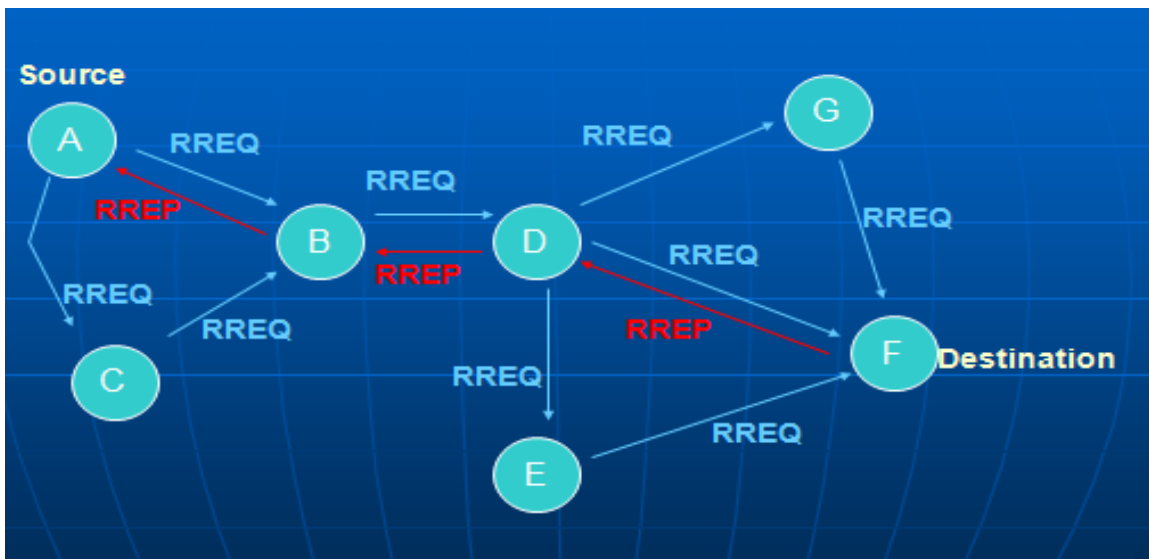 Source
A
G
RREQ
RREQ
RREQ
RREP
RREQ
B
D
RREP
RREQ
RREQ
RREQ
RREP
F
Destination
C
RREQ
RREQ
E